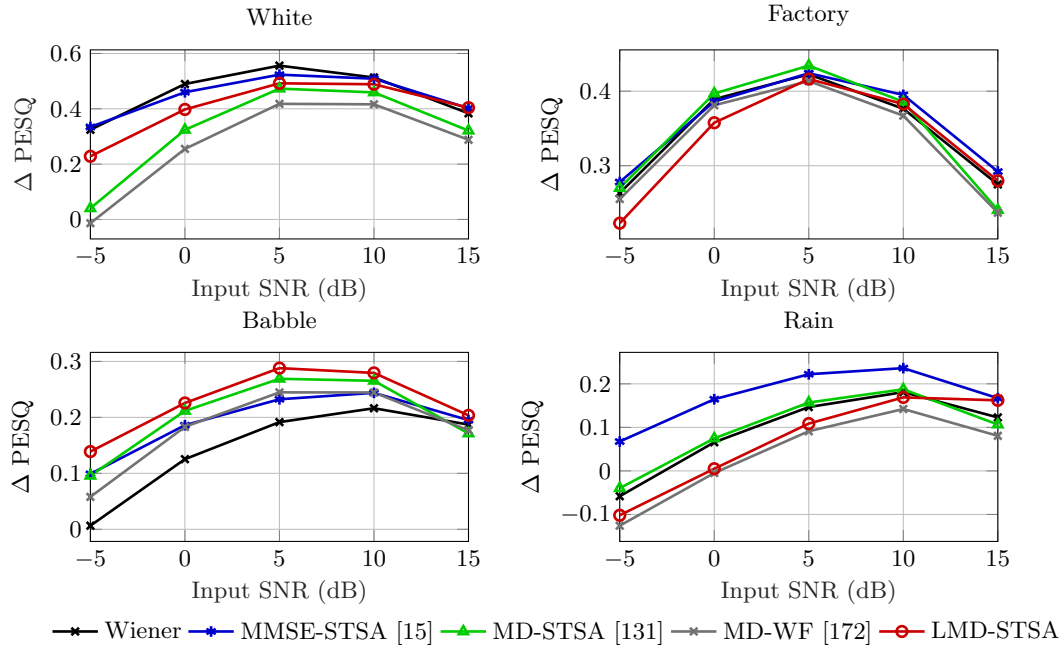 White
Factory
0.6
0.4
0.2
0
Δ PESQ
−5
0
5
10
15
Input SNR (dB)
0.4
0.3
Δ PESQ
−5
0
5
10
15
Input SNR (dB)
Babble
Rain
0.3
0.2
0.1
0
Δ PESQ
−5
0
5
10
15
Input SNR (dB)
0.2
0.1
0
−0.1
Δ PESQ
−5
0
5
10
15
Input SNR (dB)
Wiener MMSE-STSA [15] MD-STSA [131] MD-WF [172] LMD-STSA